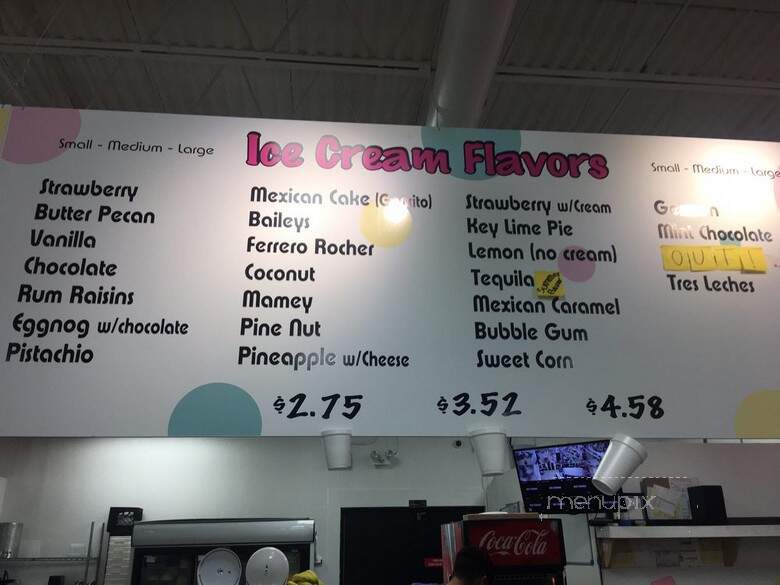 Ice Cream Flavors
Small - Medium - Large
Strawberry
Butter Pecan
Vanilla
Chocolate
Rum Raisins
Eggnog w/chocolate
Pistachio
Mexican Cake
Baileys
Ferrero Rocher
Coconut
Mamey
Pine Nut
Pineapple w/Cheese
Strawberry w/Cream
Key Lime Pie
Lemon (no cream)
Tequila
Mexican Caramel
Bubble Gum
Sweet Corn
Small - Medium - Large
Mint Chocolate
Tres Leches
$2.75
$3.52
$4.58
menupix
Coca-Cola